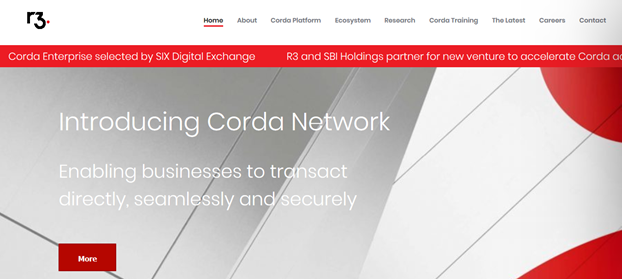 r3.
Home About Corda Platform Ecosystem Research Corda Training The Latest Careers Contact
Corda Enterprise selected by SIX Digital Exchange R3 and SBI Holdings partner for new venture to accelerate Corda
Introducing Corda Network
Enabling businesses to transact
directly, seamlessly and securely
More